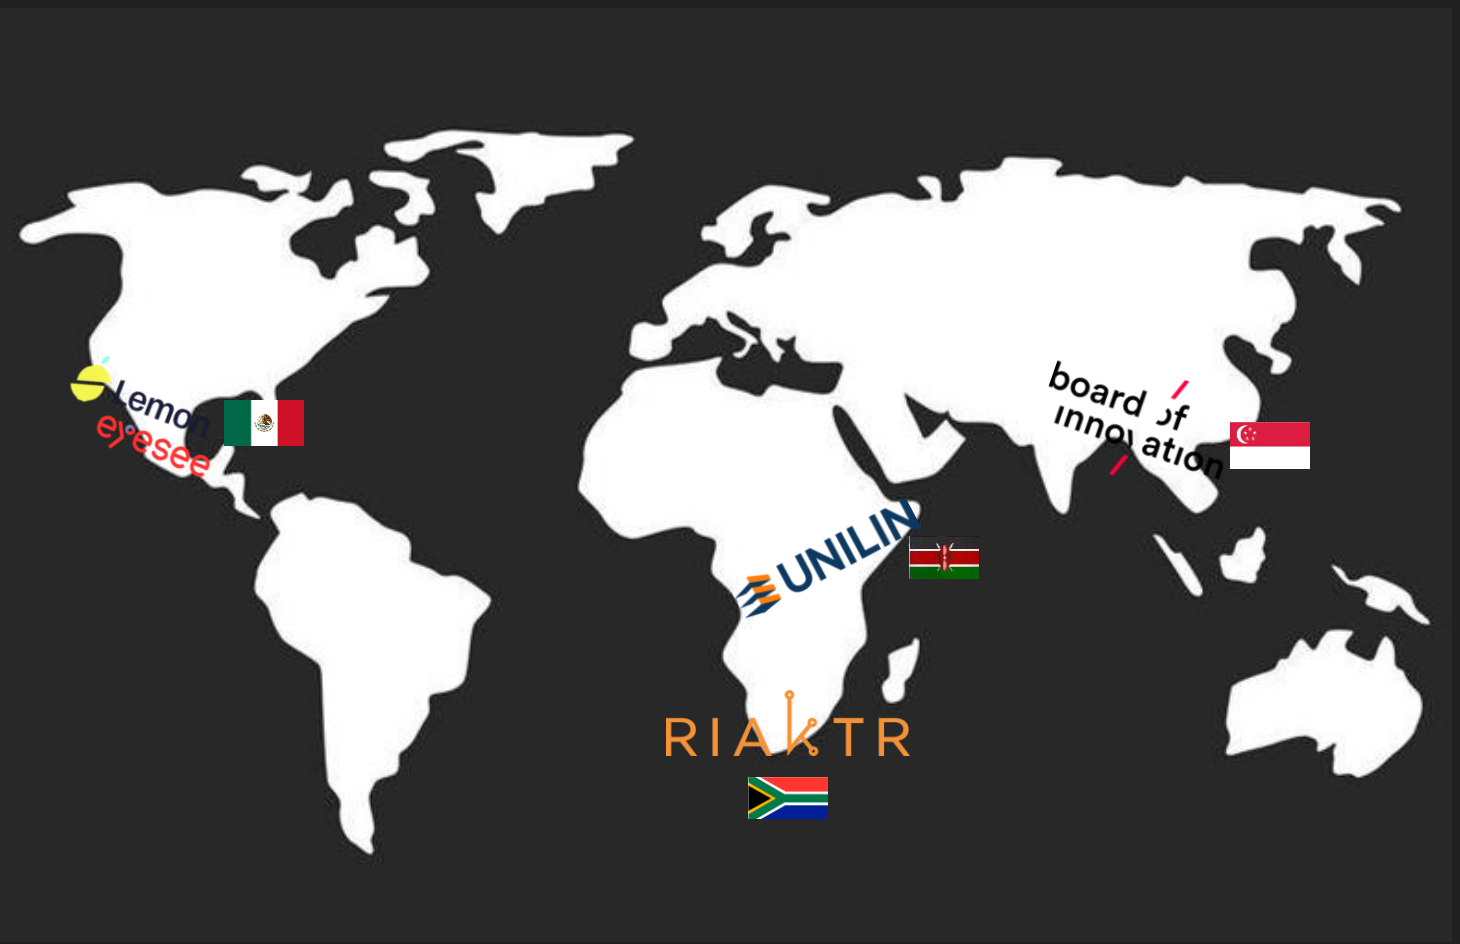 Lemon
eyesee
board of
innovation
UNILIN
RIAKTR